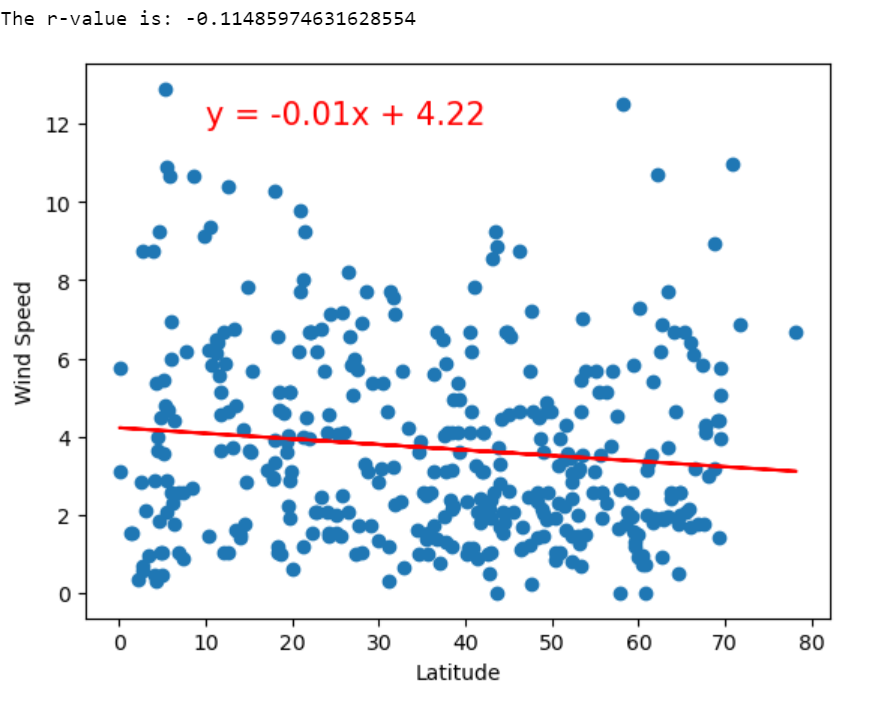 The r-value is: -0.11485974631628554
y = -0.01x + 4.22
12
10
8
6
4
2
0
Wind Speed
0 10 20 30 40 50 60 70 80
Latitude